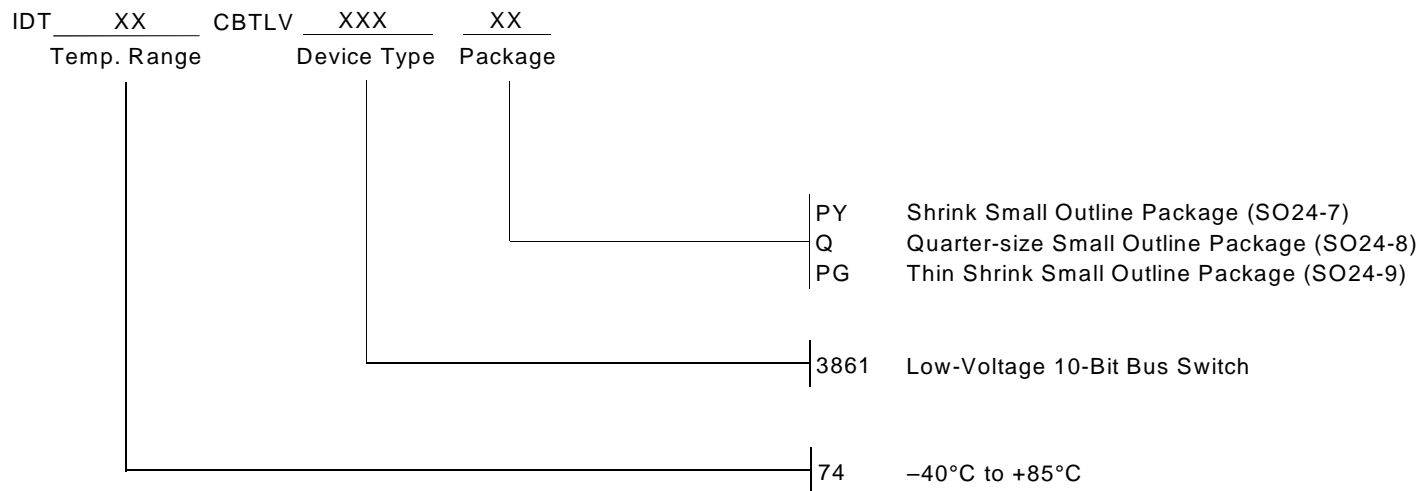 IDT XX CBTLV XXX XX
Temp. Range Device Type Package
PY Shrink Small Outline Package (SO24-7)
Q Quarter-size Small Outline Package (SO24-8)
PG Thin Shrink Small Outline Package (SO24-9)
3861 Low-Voltage 10-Bit Bus Switch
74 –40°C to +85°C